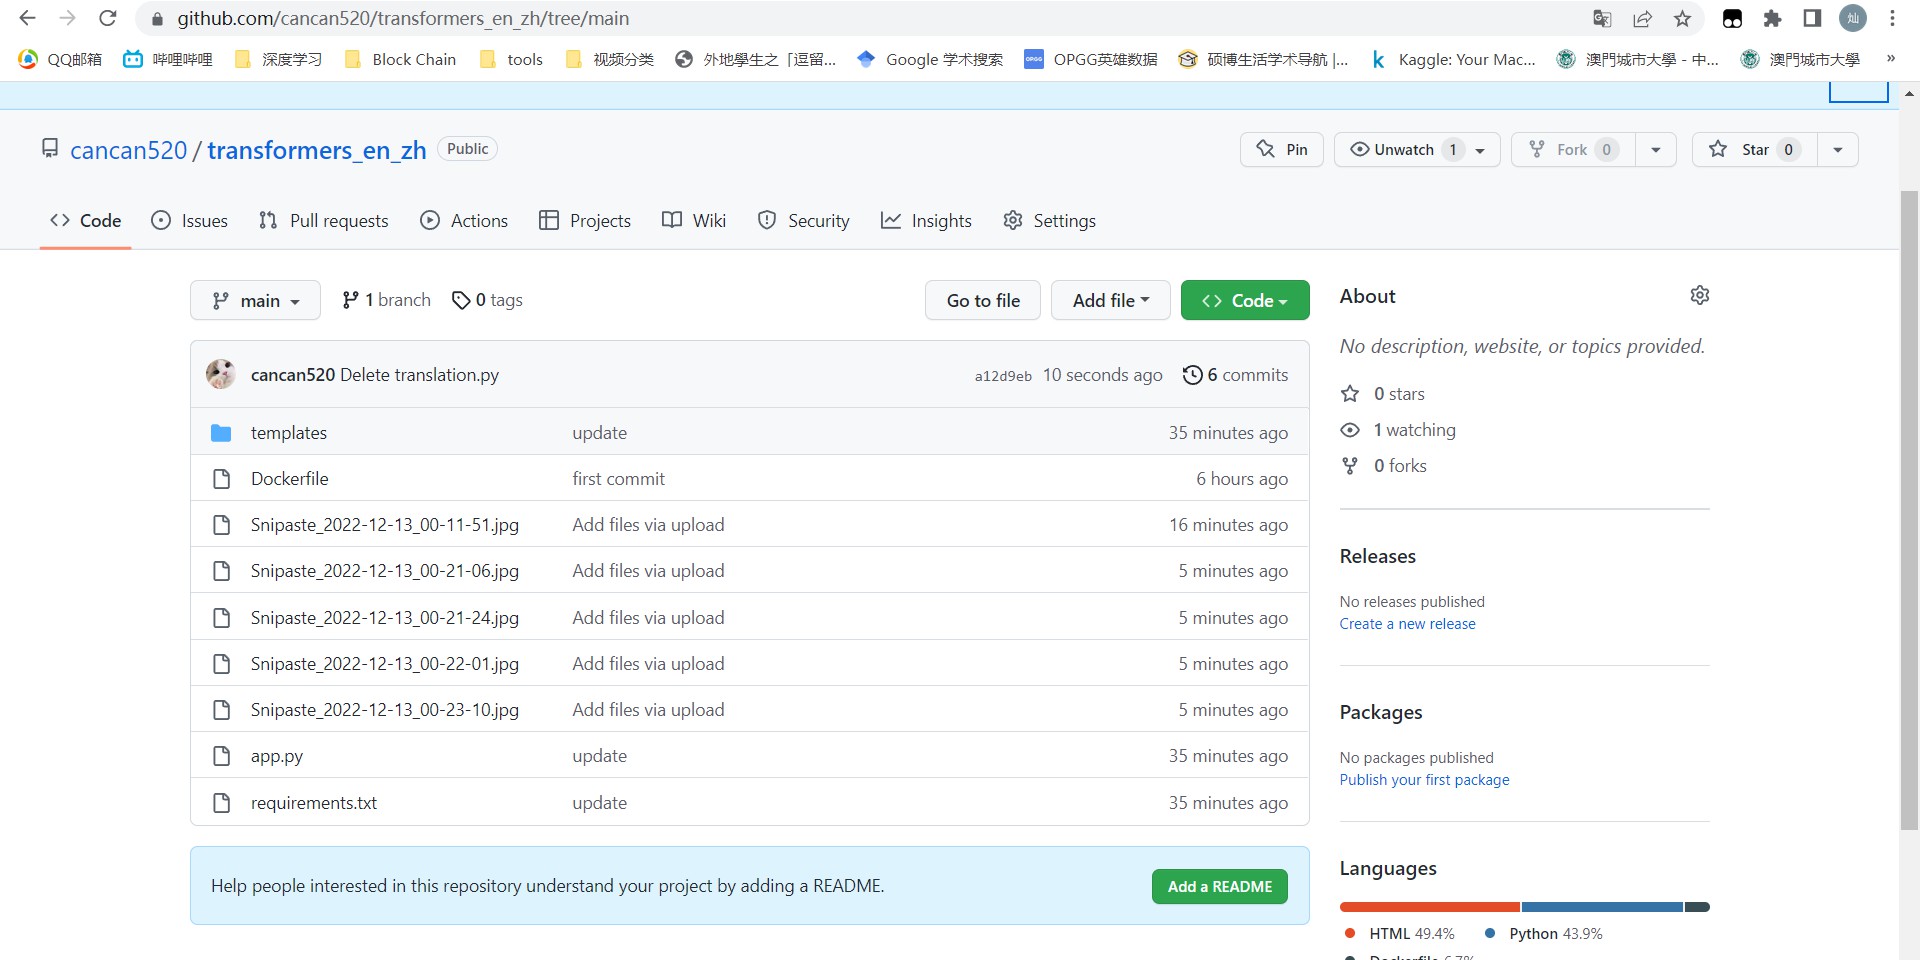 github.com/cancan520/transformers_en_zh/tree/main
灿
QQ邮箱 哔哩哔哩 深度学习 Block Chain tools 视频分类 外地學生之「逗留... Google 学术搜索 OPGG OPGG英雄数据 硕博生活学术导航 |... k Kaggle: Your Mac... 澳門城市大學 - 中... 澳門城市大學 »
cancan520 / transformers_en_zh Public
Pin Unwatch 1 Fork 0 Star 0
Code Issues Pull requests Actions Projects Wiki Security Insights Settings
main 1 branch 0 tags Go to file Add file Code
cancan520 Delete translation.py a12d9eb 10 seconds ago 6 commits
templates update 35 minutes ago
Dockerfile first commit 6 hours ago
Snipaste_2022-12-13_00-11-51.jpg Add files via upload 16 minutes ago
Snipaste_2022-12-13_00-21-06.jpg Add files via upload 5 minutes ago
Snipaste_2022-12-13_00-21-24.jpg Add files via upload 5 minutes ago
Snipaste_2022-12-13_00-22-01.jpg Add files via upload 5 minutes ago
Snipaste_2022-12-13_00-23-10.jpg Add files via upload 5 minutes ago
app.py update 35 minutes ago
requirements.txt update 35 minutes ago
Help people interested in this repository understand your project by adding a README. Add a README
About
No description, website, or topics provided.
0 stars
1 watching
0 forks
Releases
No releases published
Create a new release
Packages
No packages published
Publish your first package
Languages
HTML 49.4% Python 43.9%
Dockerfile 6.7%